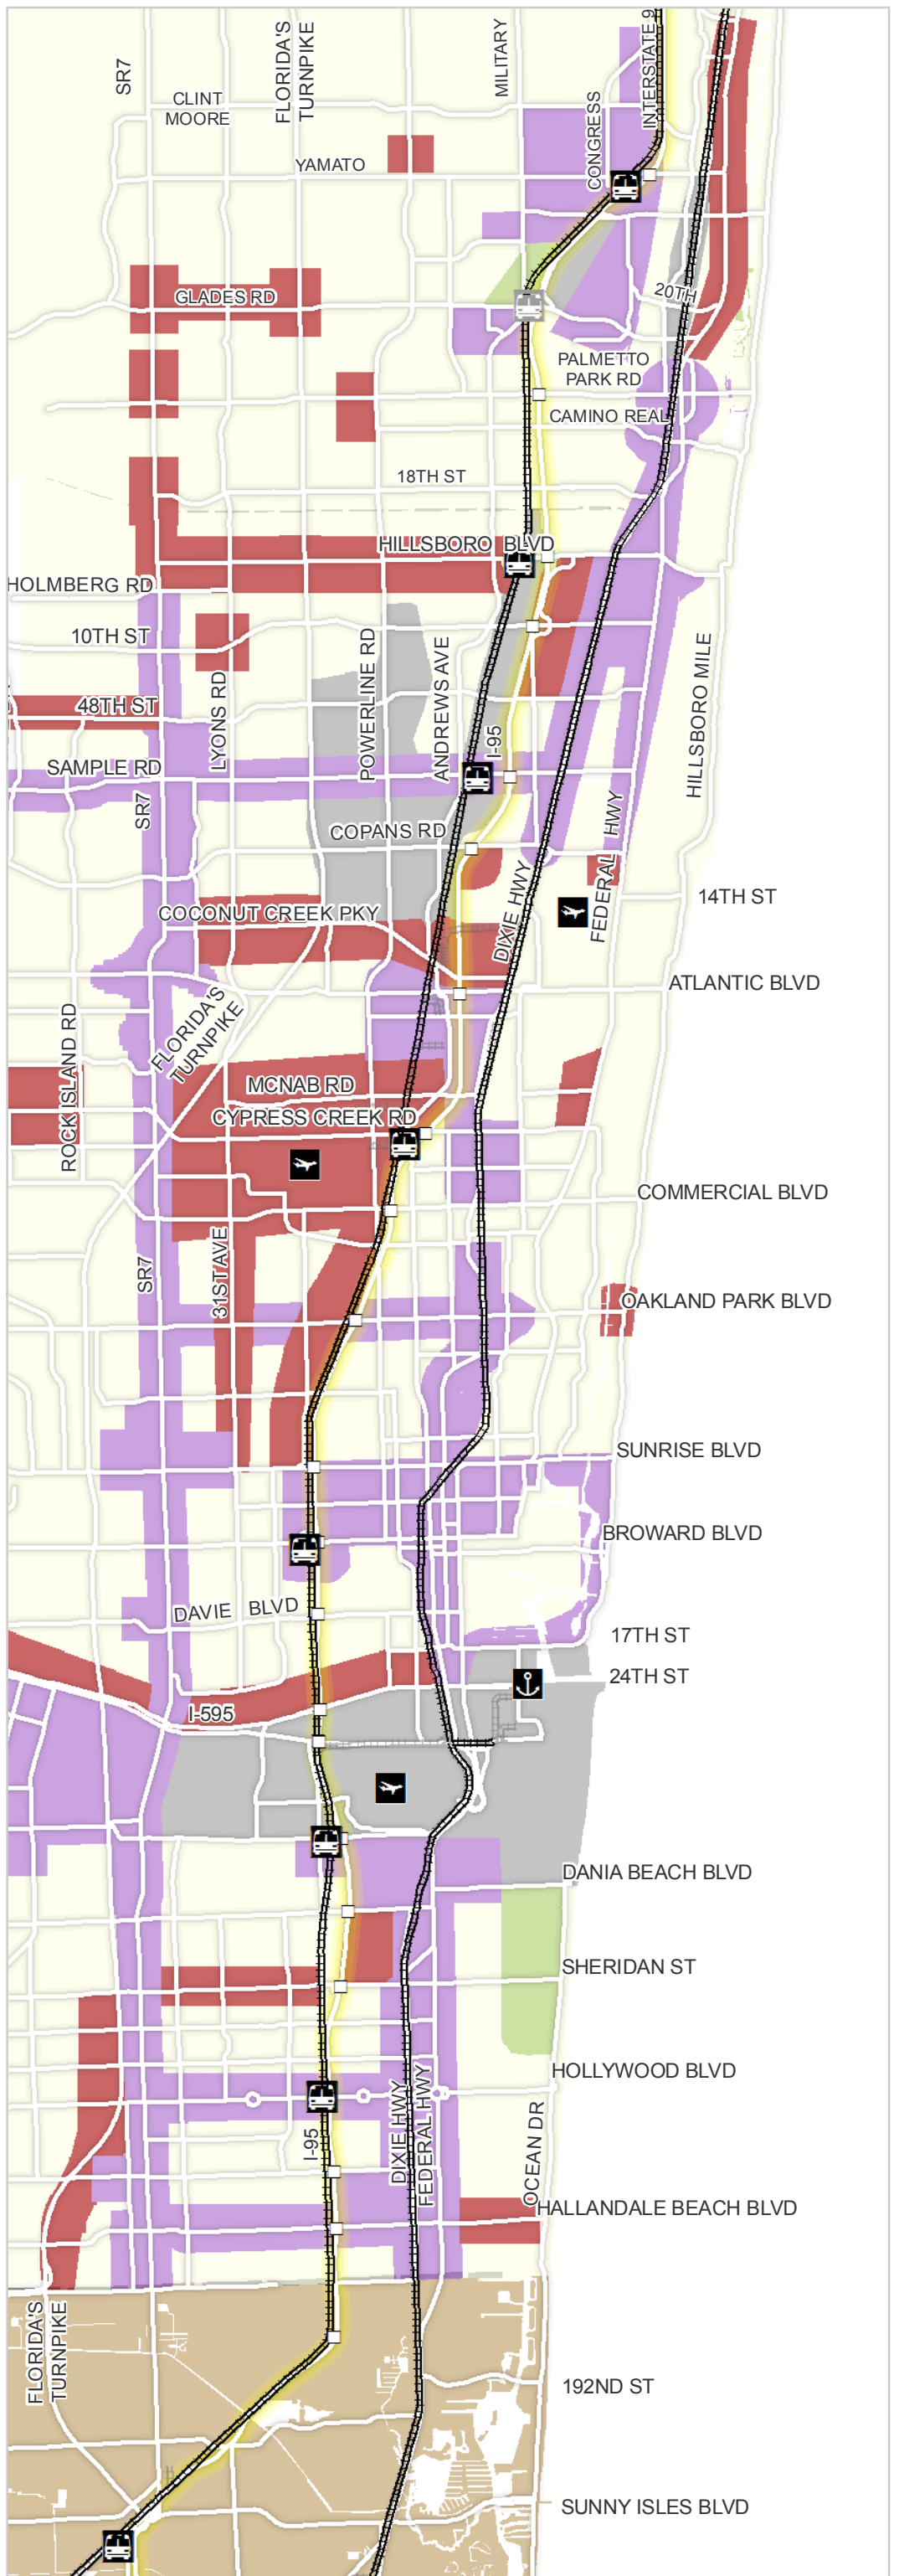 SR7
FLORIDA'S
TURNPIKE
MILITARY
INTERSTATE 9
CLINT
MOORE
CONGRESS
YAMATO
GLADES RD
20TH
PALMETTO
PARK RD
CAMINO REAL
18TH ST
HILLSBORO BLVD
HOLMBERG RD
10TH ST
POWERLINE RD
ANDREWS AVE
HILLSBORO MILE
LYONS RD
48TH ST
I-95
SAMPLE RD
SR7
COPANS RD
FEDERAL HWY
DIXIE HWY
14TH ST
COCONUT CREEK PKY
ATLANTIC BLVD
FLORIDA'S
TURNPIKE
ROCK ISLAND RD
MCNAB RD
CYPRESS CREEK RD
COMMERCIAL BLVD
SR7
31ST AVE
OAKLAND PARK BLVD
SUNRISE BLVD
BROWARD BLVD
DAVIE BLVD
17TH ST
24TH ST
I-595
DANIA BEACH BLVD
SHERIDAN ST
HOLLYWOOD BLVD
I-95
DIXIE HWY
FEDERAL HWY
OCEAN DR
HALLANDALE BEACH BLVD
FLORIDA'S
TURNPIKE
192ND ST
SUNNY ISLES BLVD